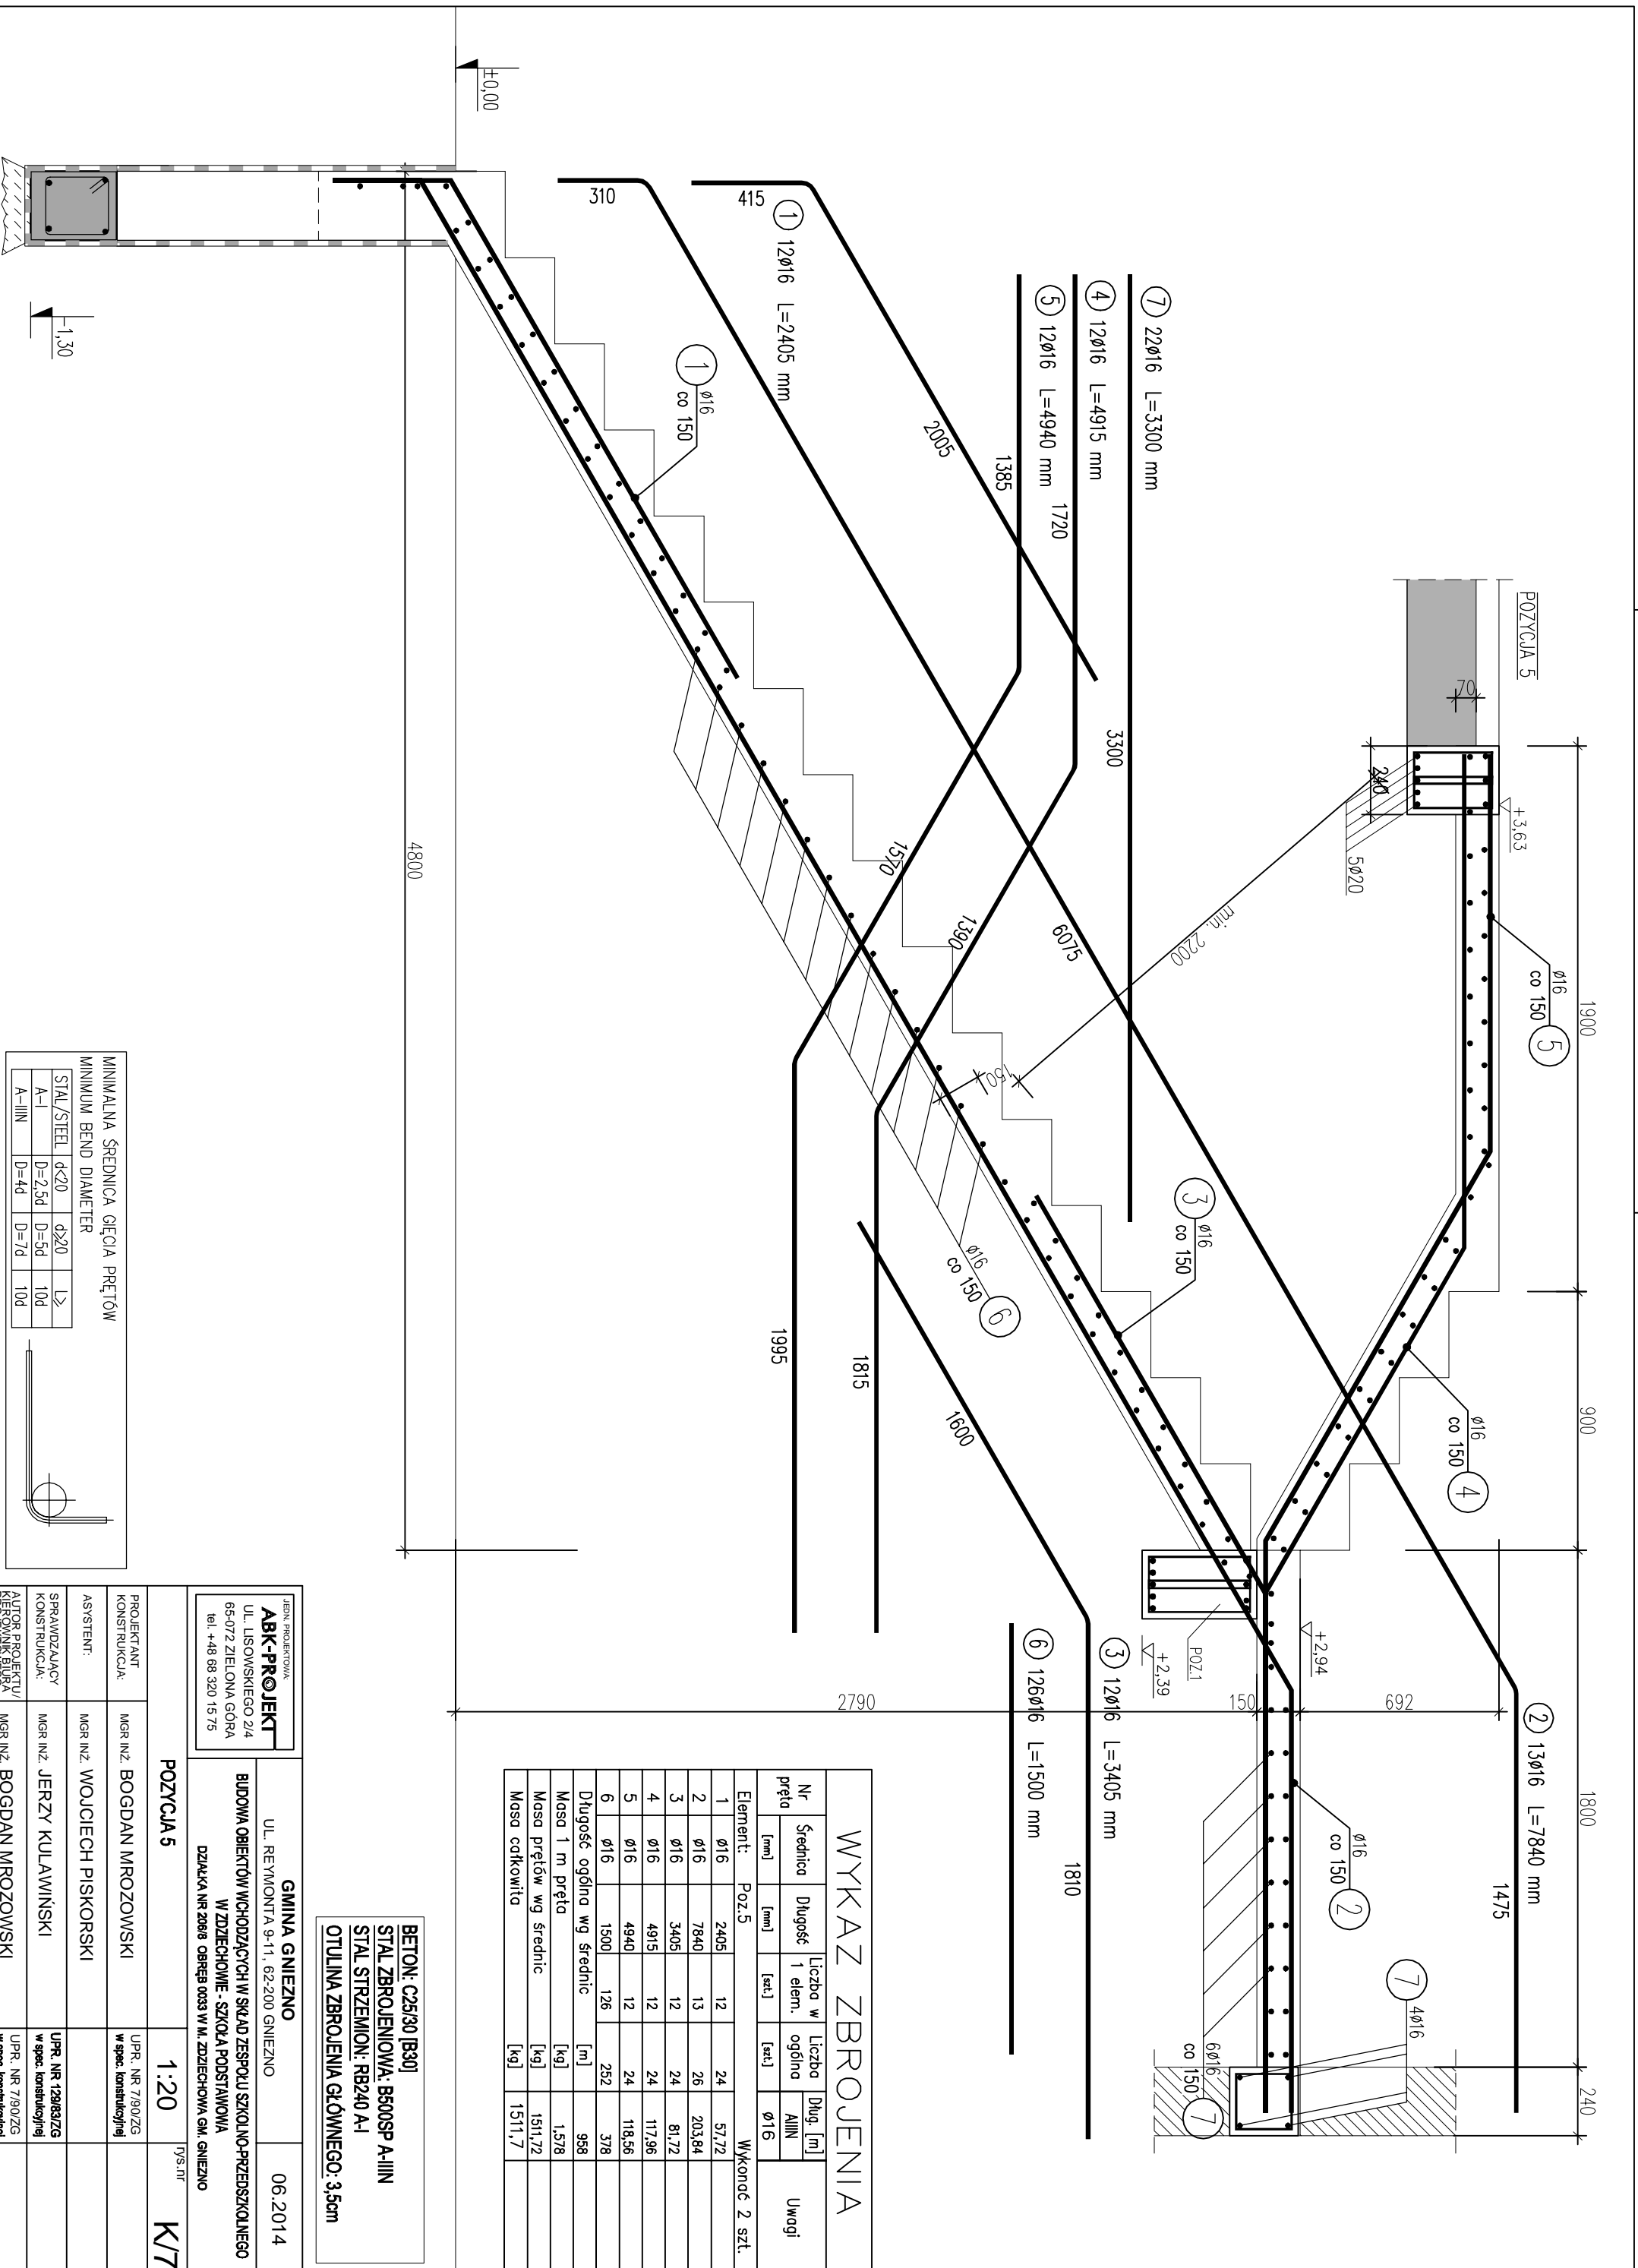 POZYCJA 5
70
240
5ø20
+3,63
1900
900
1800
240
ø16
co 150
5
ø16
co 150
4
ø16
co 150
2
4ø16
7
6ø16
co 150
7
min. 2200
150
ø16
co 150
3
ø16
co 150
6
ø16
co 150
1
+2,94
POZ.1
+2,39
692
150
2790
4800
±0,00
-1,30
7 22ø16 L=3300 mm
3300
4 12ø16 L=4915 mm
1720
1390
1815
5 12ø16 L=4940 mm
1385
1570
1995
1 12ø16 L=2405 mm
415
2005
310
6075
1475
2 13ø16 L=7840 mm
3 12ø16 L=3405 mm
1600
1810
6 126ø16 L=1500 mm
WYKAZ ZBROJENIA
Nr pręta Średnica Długość Liczba w 1 elem. Liczba ogólna Dług. [m] AIIIN Uwagi
[mm] [mm] [szt.] [szt.] ø16
Element: Poz.5 Wykonać 2 szt.
1 ø16 2405 12 24 57,72
2 ø16 7840 13 26 203,84
3 ø16 3405 12 24 81,72
4 ø16 4915 12 24 117,96
5 ø16 4940 12 24 118,56
6 ø16 1500 126 252 378
Długość ogólna wg średnic [m] 958
Masa 1 m pręta [kg] 1,578
Masa prętów wg średnic [kg] 1511,72
Masa całkowita [kg] 1511,7
BETON: C25/30 [B30]
STAL ZBROJENIOWA: B500SP A-IIIN
STAL STRZEMION: RB240 A-I
OTULINA ZBROJENIA GŁÓWNEGO: 3,5cm
MINIMALNA ŚREDNICA GIĘCIA PRĘTÓW
MINIMUM BEND DIAMETER
STAL/STEEL d<20 d≥20 L≥
A-I D=2,5d D=5d 10d
A-IIIN D=4d D=7d 10d
JEDN. PROJEKTOWA:
ABK-PROJEKT
UL. LISOWSKIEGO 2/4
65-072 ZIELONA GÓRA
tel. +48 68 320 15 75
GMINA GNIEZNO
UL. REYMONTA 9-11, 62-200 GNIEZNO
06.2014
BUDOWA OBIEKTÓW WCHODZĄCYCH W SKŁAD ZESPOŁU SZKOLNO-PRZEDSZKOLNEGO
W ZDZIECHOWIE - SZKOŁA PODSTAWOWA
DZIAŁKA NR 206/8 OBRĘB 0033 W M. ZDZIECHOWA GM. GNIEZNO
POZYCJA 5
1:20
rys.nr
K/7
PROJEKTANT
KONSTRUKCJA:
MGR INŻ. BOGDAN MROZOWSKI
UPR. NR 7/90/ZG
w spec. konstrukcyjnej
ASYSTENT:
MGR INŻ. WOJCIECH PISKORSKI
SPRAWDZAJĄCY
KONSTRUKCJA:
MGR INŻ. JERZY KULAWIŃSKI
UPR. NR 129/83/ZG
w spec. konstrukcyjnej
AUTOR PROJEKTU/
KIEROWNIK BIURA
MGR INŻ. BOGDAN MROZOWSKI
UPR. NR 7/90/ZG
w spec. konstrukcyjnej